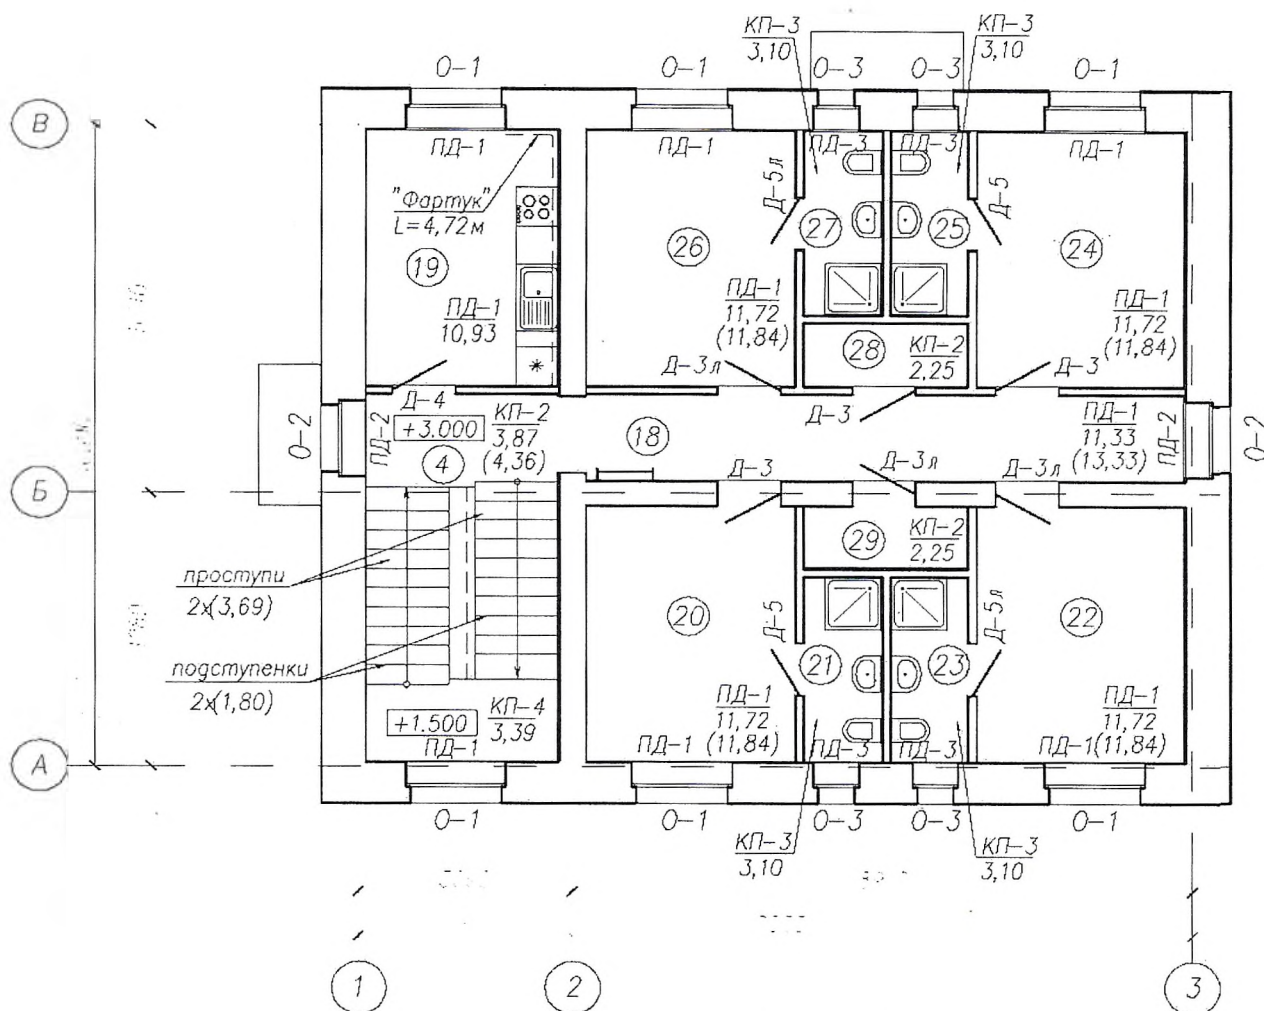 КП-3
3,10
КП-3
3,10
О-1
О-1
О-3
О-3
О-1
В
ПД-1
ПД-1
ПД-3
ПД-3
ПД-1
"Фартук"
L=4,72м
Д-5л
Д-5
19
26
27
25
24
ПД-1
10,93
ПД-1
11,72
(11,84)
ПД-1
11,72
(11,84)
28
КП-2
2,25
Д-3л
Д-3
Д-4
Д-3
О-2
ПД-2
+3.000
КП-2
3,87
(4,36)
18
ПД-1
11,33
(13,33)
ПД-2
О-2
4
Д-3
Д-3л
Д-3л
Б
29
КП-2
2,25
проступи
2х(3,69)
20
Д-5
Д-5л
22
21
23
подступенки
2х(1,80)
+1.500
КП-4
3,39
ПД-1
11,72
(11,84)
ПД-1
11,72
(11,84)
ПД-1
ПД-1
ПД-3
ПД-3
ПД-1
А
О-1
О-1
О-3
О-3
О-1
КП-3
3,10
КП-3
3,10
1
2
3